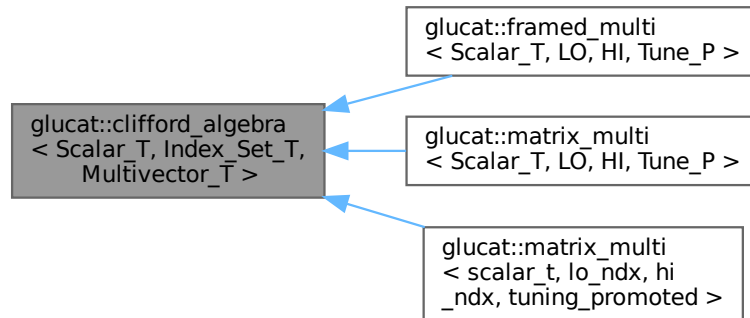 glucat::framed_multi
< Scalar_T, LO, HI, Tune_P >
glucat::clifford_algebra
< Scalar_T, Index_Set_T,
Multivector_T >
glucat::matrix_multi
< Scalar_T, LO, HI, Tune_P >
glucat::matrix_multi
< scalar_t, lo_ndx, hi
_ndx, tuning_promoted >